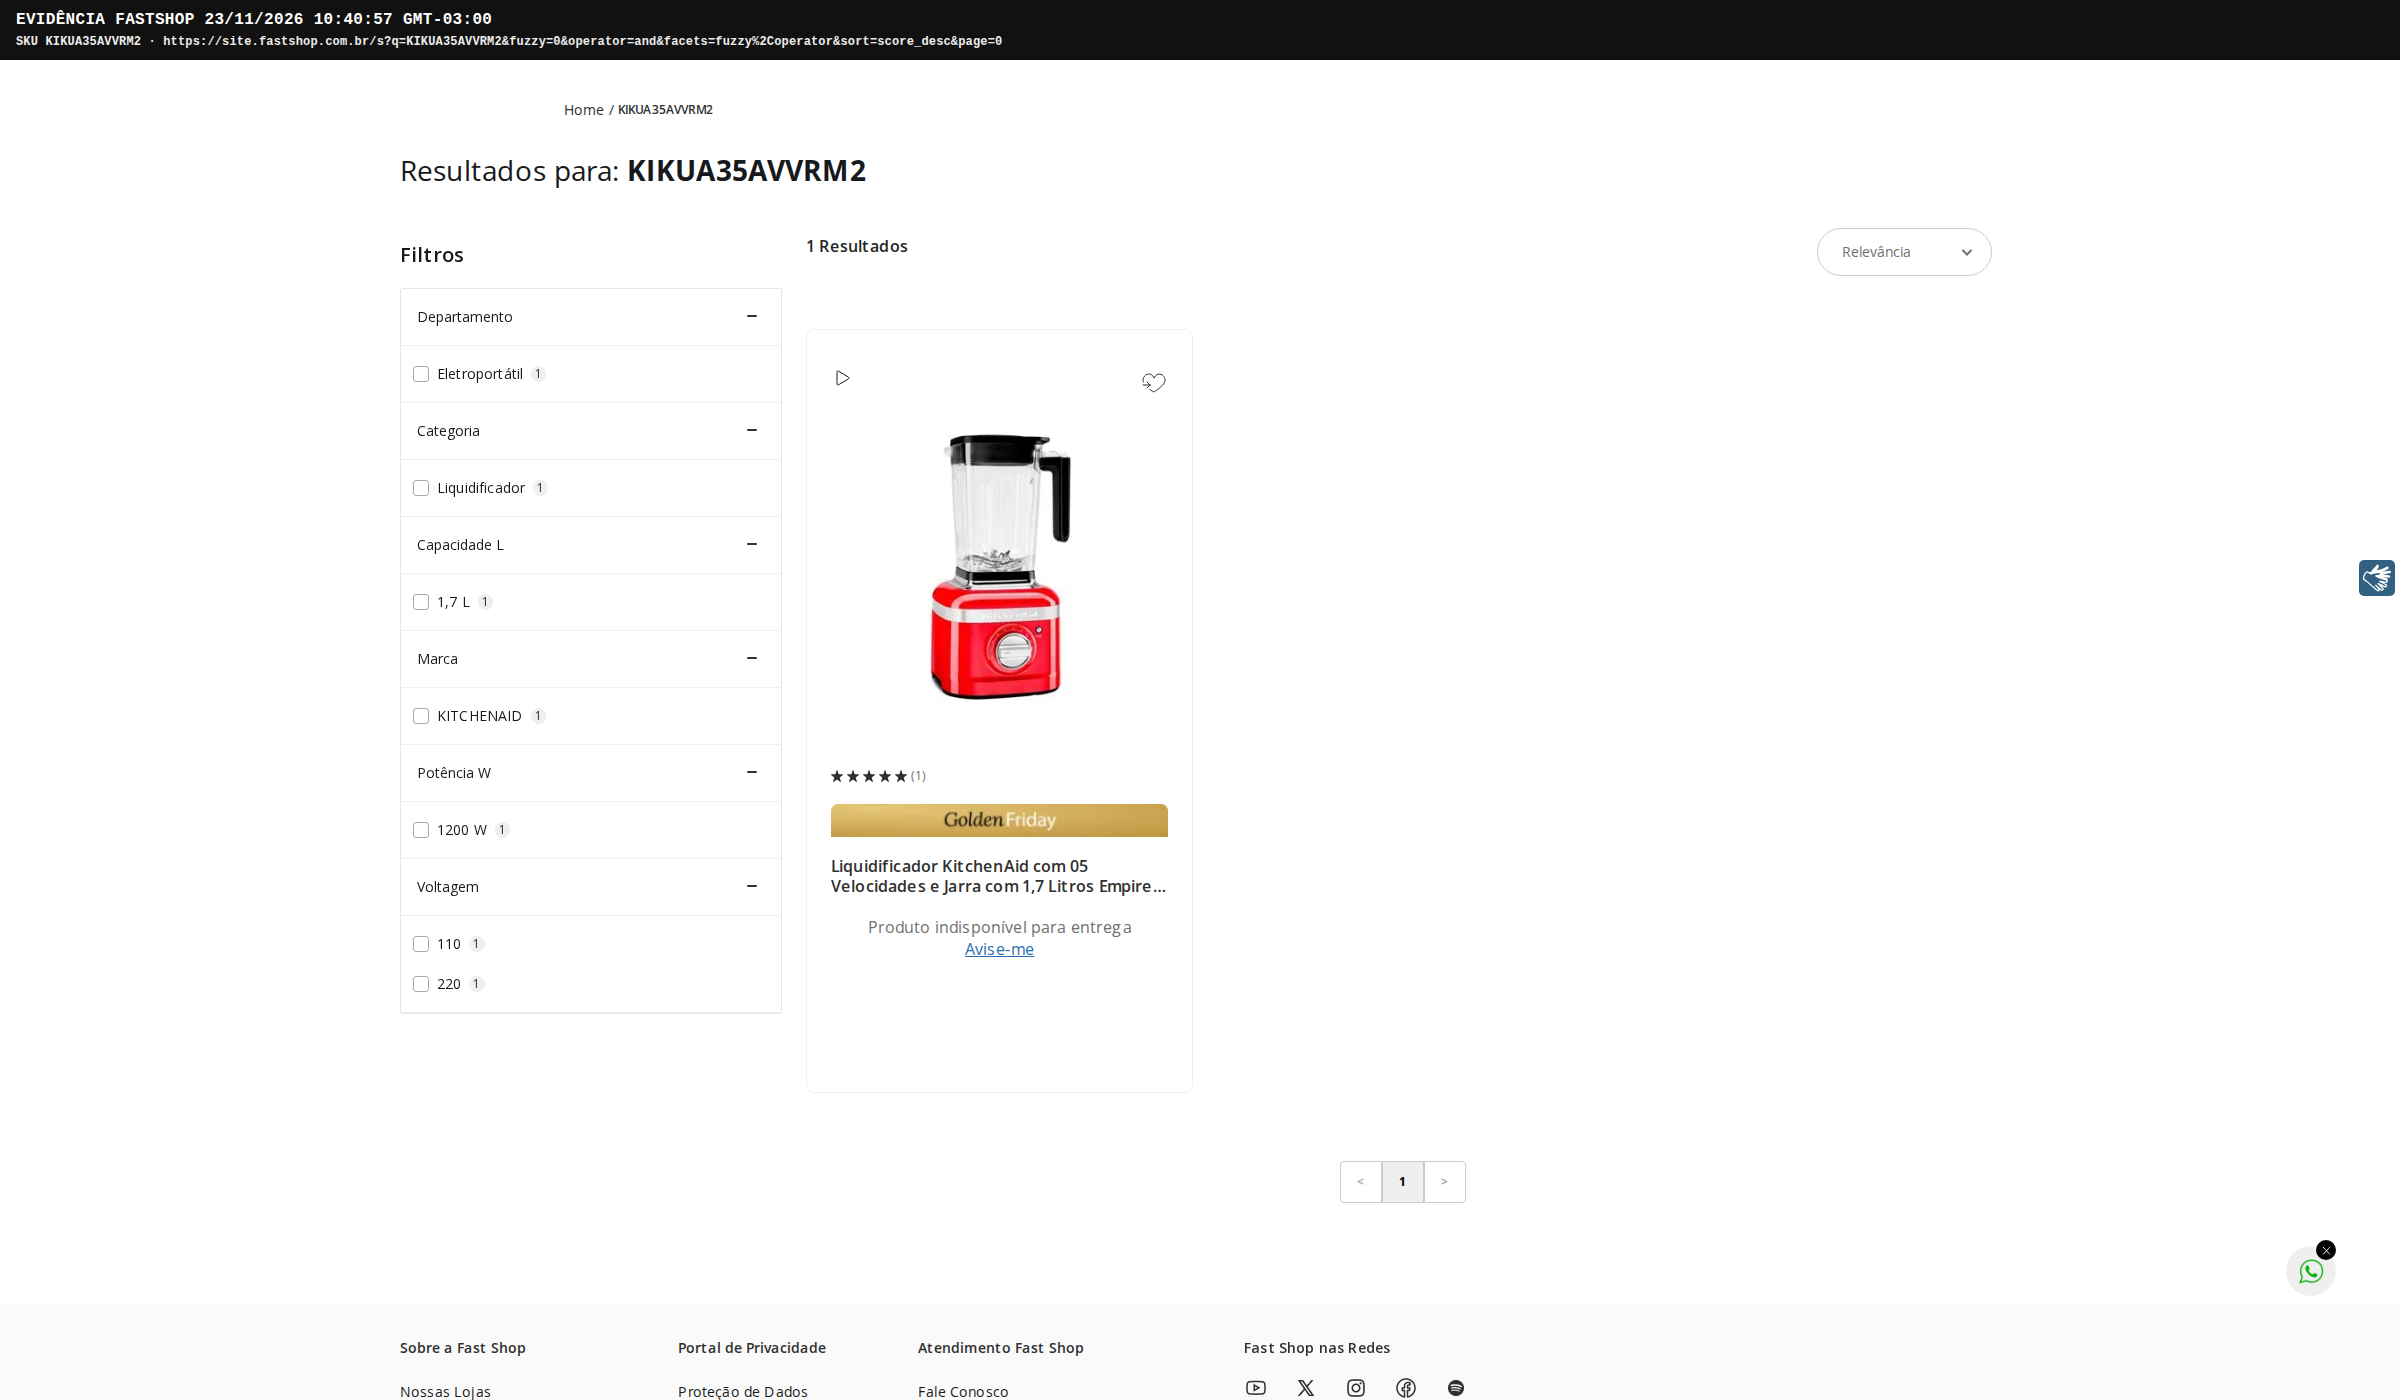 EVIDÊNCIA FASTSHOP 23/11/2026 10:40:57 GMT-03:00
SKU KIKUA35AVVRM2 · https://site.fastshop.com.br/s?q=KIKUA35AVVRM2&fuzzy=0&operator=and&facets=fuzzy%2Coperator&sort=score_desc&page=0
Home / KIKUA35AVVRM2
Resultados para: KIKUA35AVVRM2
Filtros
1 Resultados
Relevância
Departamento
Eletroportátil 1
Categoria
Liquidificador 1
Capacidade L
1,7 L 1
Marca
KITCHENAID 1
Potência W
1200 W 1
Voltagem
110 1
220 1
(1)
Golden Friday
Liquidificador KitchenAid com 05
Velocidades e Jarra com 1,7 Litros Empire...
Produto indisponível para entrega
Avise-me
< 1 >
Sobre a Fast Shop
Portal de Privacidade
Atendimento Fast Shop
Fast Shop nas Redes
Nossas Lojas
Proteção de Dados
Fale Conosco